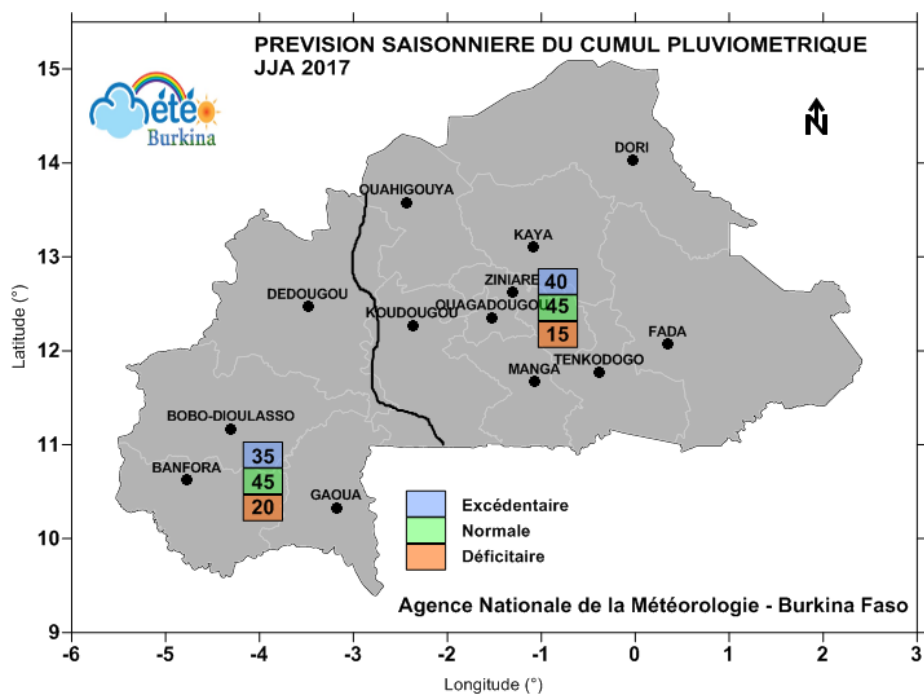 PREVISION SAISONNIERE DU CUMUL PLUVIOMETRIQUE
JJA 2017
été
Burkina
N
15
14
13
12
11
10
9
Latitude (°)
DORI
OUAHIGOUYA
KAYA
ZINIARE
40
DEDOUGOU
KOUDOUGOU
OUAGADOUGOU
45
15
FADA
TENKODOGO
MANGA
BOBO-DIOULASSO
BANFORA
35
45
20
GAOUA
Excédentaire
Normale
Déficitaire
Agence Nationale de la Météorologie - Burkina Faso
-6 -5 -4 -3 -2 -1 0 1 2 3
Longitude (°)